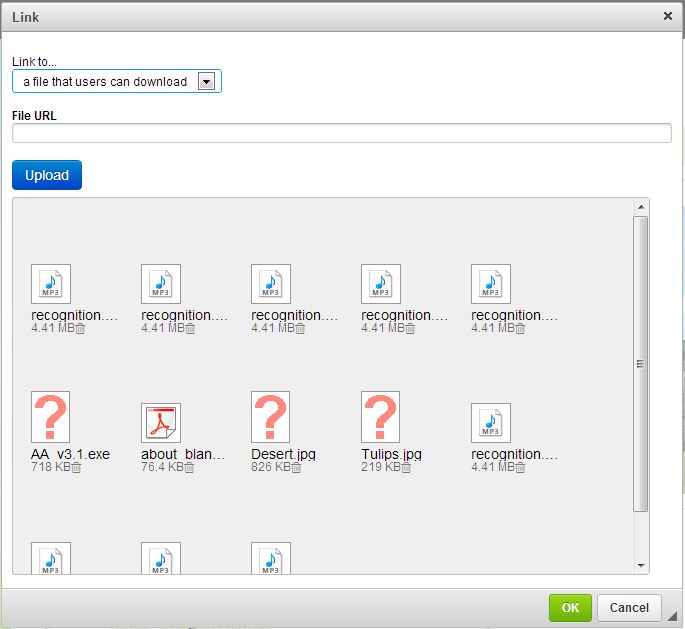 Link
Link to...
a file that users can download
File URL
Upload
MP3 MP3 MP3 MP3 MP3
recognition.... recognition.... recognition.... recognition.... recognition....
4.41 MB 4.41 MB 4.41 MB 4.41 MB 4.41 MB
? ? ? MP3
AA_v3.1.exe about_blan... Desert.jpg Tulips.jpg recognition....
718 KB 76.4 KB 826 KB 219 KB 4.41 MB
MP3 MP3 MP3
OK Cancel